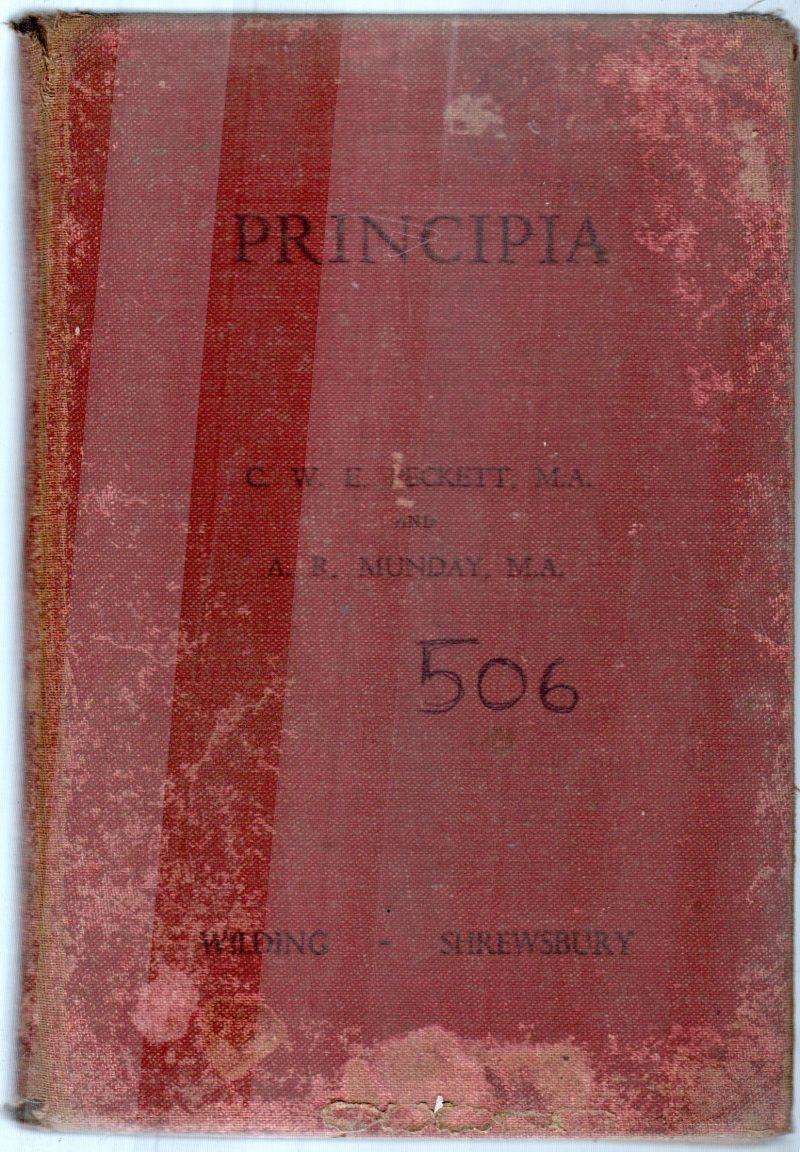 PRINCIPIA
C. W. E. PECKETT, M.A.
AND
A. R. MUNDAY, M.A.
506
WILDING - SHREWSBURY